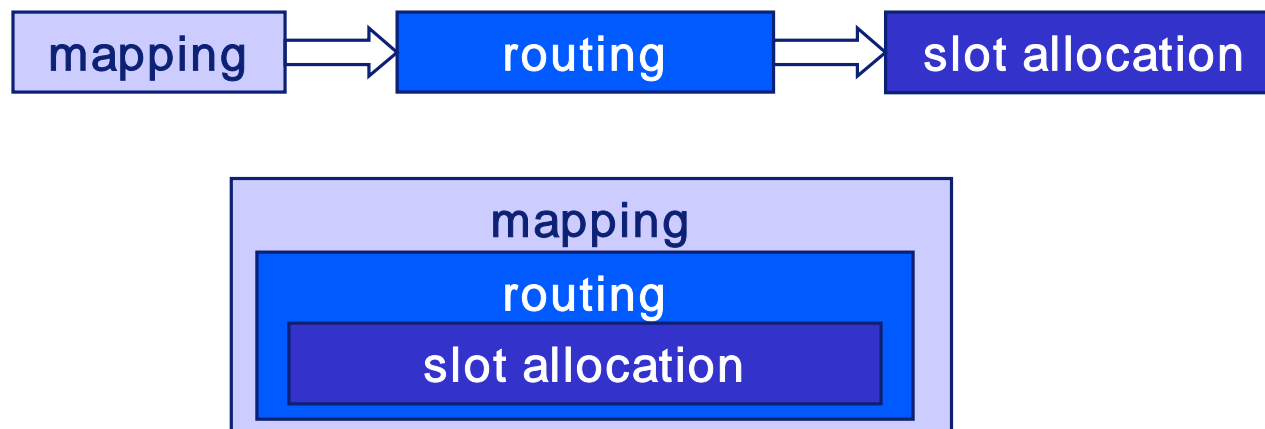 mapping routing slot allocation
mapping
routing
slot allocation